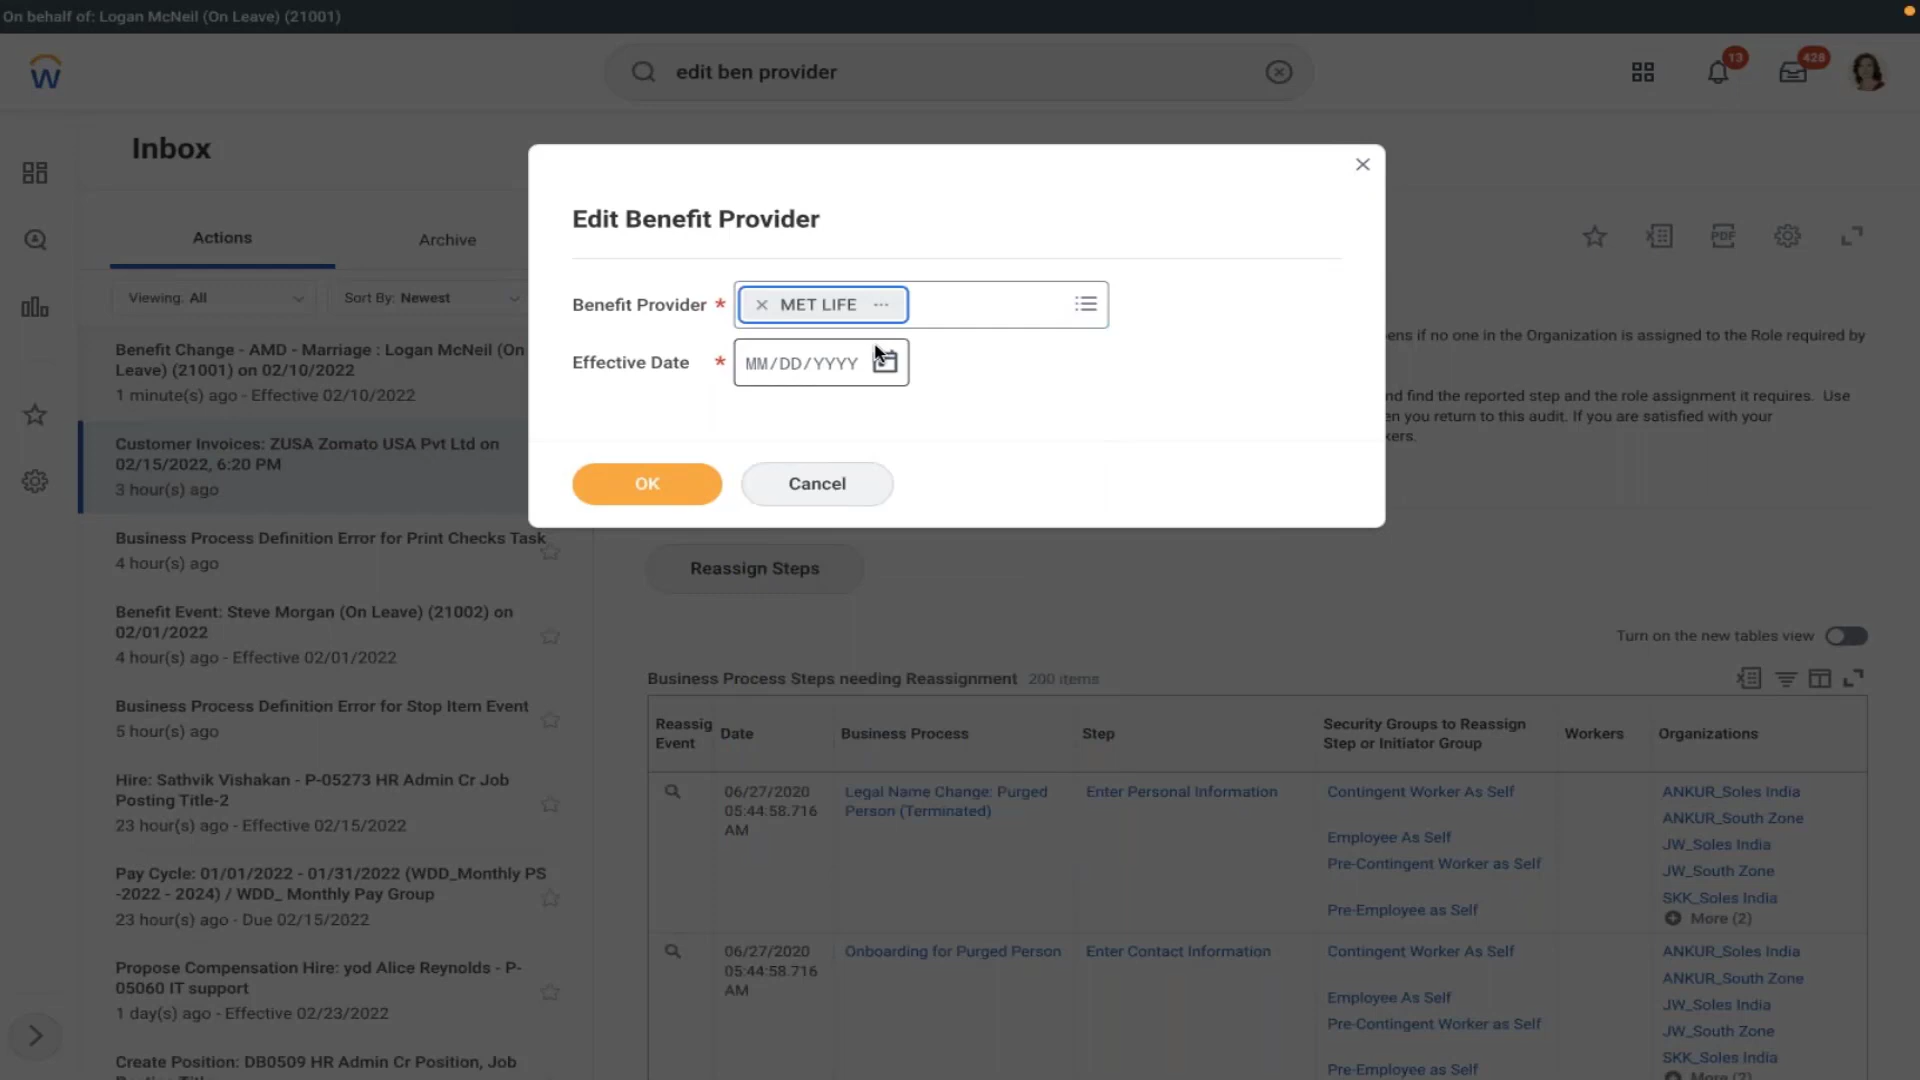 On behalf of: Logan McNeil (On Leave) (21001)
edit ben provider
13
428
Inbox
Actions
Archive
Viewing: All
Sort By: Newest
Benefit Change - AMD - Marriage : Logan McNeil (On
Leave) (21001) on 02/10/2022
1 minute(s) ago - Effective 02/10/2022
Customer Invoices: ZUSA Zomato USA Pvt Ltd on
02/15/2022, 6:20 PM
3 hour(s) ago
Business Process Definition Error for Print Checks Task
4 hour(s) ago
Benefit Event: Steve Morgan (On Leave) (21002) on
02/01/2022
4 hour(s) ago - Effective 02/01/2022
Business Process Definition Error for Stop Item Event
5 hour(s) ago
Hire: Sathvik Vishakan - P-05273 HR Admin Cr Job
Posting Title-2
23 hour(s) ago - Effective 02/15/2022
Pay Cycle: 01/01/2022 - 01/31/2022 (WDD_Monthly PS
-2022 - 2024) / WDD_ Monthly Pay Group
23 hour(s) ago - Due 02/15/2022
Propose Compensation Hire: yod Alice Reynolds - P-
05060 IT support
1 day(s) ago - Effective 02/23/2022
Create Position: DB0509 HR Admin Cr Position, Job
Edit Benefit Provider
Benefit Provider * MET LIFE
Effective Date * MM/DD/YYYY
OK
Cancel
PDF
ens if no one in the Organization is assigned to the Role required by
nd find the reported step and the role assignment it requires. Use
en you return to this audit. If you are satisfied with your
kers.
Reassign Steps
Turn on the new tables view
Business Process Steps needing Reassignment 200 items
Reassig
Event
Date
Business Process
Step
Security Groups to Reassign
Step or Initiator Group
Workers
Organizations
06/27/2020
05:44:58.716
AM
Legal Name Change: Purged
Person (Terminated)
Enter Personal Information
Contingent Worker As Self
Employee As Self
Pre-Contingent Worker as Self
Pre-Employee as Self
ANKUR_Soles India
ANKUR_South Zone
JW_Soles India
JW_South Zone
SKK_Soles India
More (2)
06/27/2020
05:44:58.716
AM
Onboarding for Purged Person
Enter Contact Information
Contingent Worker As Self
Employee As Self
Pre-Contingent Worker as Self
Pre-Employee as Self
ANKUR_Soles India
ANKUR_South Zone
JW_Soles India
JW_South Zone
SKK_Soles India
More (2)